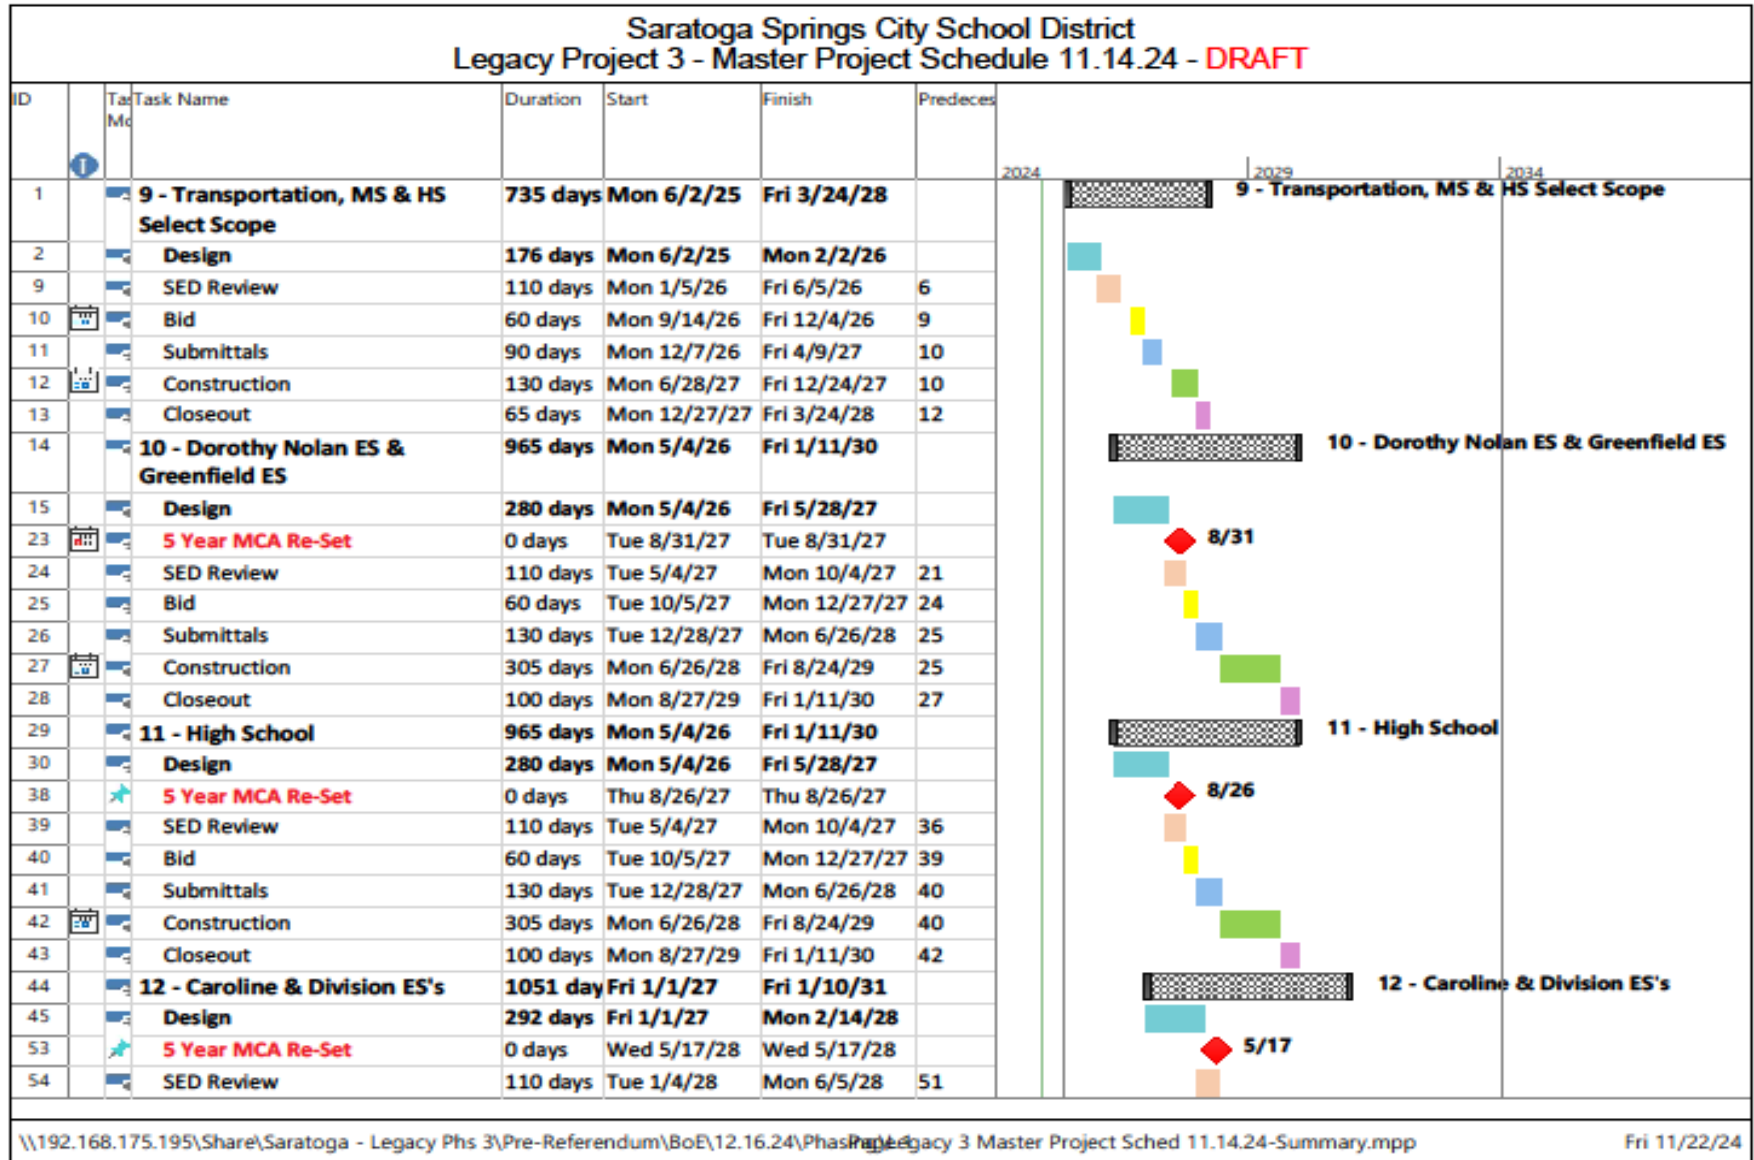 Saratoga Springs City School District
Legacy Project 3 - Master Project Schedule 11.14.24 - DRAFT
ID Task Name Duration Start Finish Predeces
2024 2029 2034
1 9 - Transportation, MS & HS 735 days Mon 6/2/25 Fri 3/24/28 9 - Transportation, MS & HS Select Scope
Select Scope
2 Design 176 days Mon 6/2/25 Mon 2/2/26
9 SED Review 110 days Mon 1/5/26 Fri 6/5/26 6
10 Bid 60 days Mon 9/14/26 Fri 12/4/26 9
11 Submittals 90 days Mon 12/7/26 Fri 4/9/27 10
12 Construction 130 days Mon 6/28/27 Fri 12/24/27 10
13 Closeout 65 days Mon 12/27/27 Fri 3/24/28 12
14 10 - Dorothy Nolan ES & 965 days Mon 5/4/26 Fri 1/11/30 10 - Dorothy Nolan ES & Greenfield ES
Greenfield ES
15 Design 280 days Mon 5/4/26 Fri 5/28/27
23 5 Year MCA Re-Set 0 days Tue 8/31/27 Tue 8/31/27 8/31
24 SED Review 110 days Tue 5/4/27 Mon 10/4/27 21
25 Bid 60 days Tue 10/5/27 Mon 12/27/27 24
26 Submittals 130 days Tue 12/28/27 Mon 6/26/28 25
27 Construction 305 days Mon 6/26/28 Fri 8/24/29 25
28 Closeout 100 days Mon 8/27/29 Fri 1/11/30 27
29 11 - High School 965 days Mon 5/4/26 Fri 1/11/30 11 - High School
30 Design 280 days Mon 5/4/26 Fri 5/28/27
38 5 Year MCA Re-Set 0 days Thu 8/26/27 Thu 8/26/27 8/26
39 SED Review 110 days Tue 5/4/27 Mon 10/4/27 36
40 Bid 60 days Tue 10/5/27 Mon 12/27/27 39
41 Submittals 130 days Tue 12/28/27 Mon 6/26/28 40
42 Construction 305 days Mon 6/26/28 Fri 8/24/29 40
43 Closeout 100 days Mon 8/27/29 Fri 1/11/30 42
44 12 - Caroline & Division ES's 1051 day Fri 1/1/27 Fri 1/10/31 12 - Caroline & Division ES's
45 Design 292 days Fri 1/1/27 Mon 2/14/28
53 5 Year MCA Re-Set 0 days Wed 5/17/28 Wed 5/17/28 5/17
54 SED Review 110 days Tue 1/4/28 Mon 6/5/28 51
\\192.168.175.195\Share\Saratoga - Legacy Phs 3\Pre-Referendum\BoE\12.16.24\Phasing\Legacy 3 Master Project Sched 11.14.24-Summary.mpp Fri 11/22/24